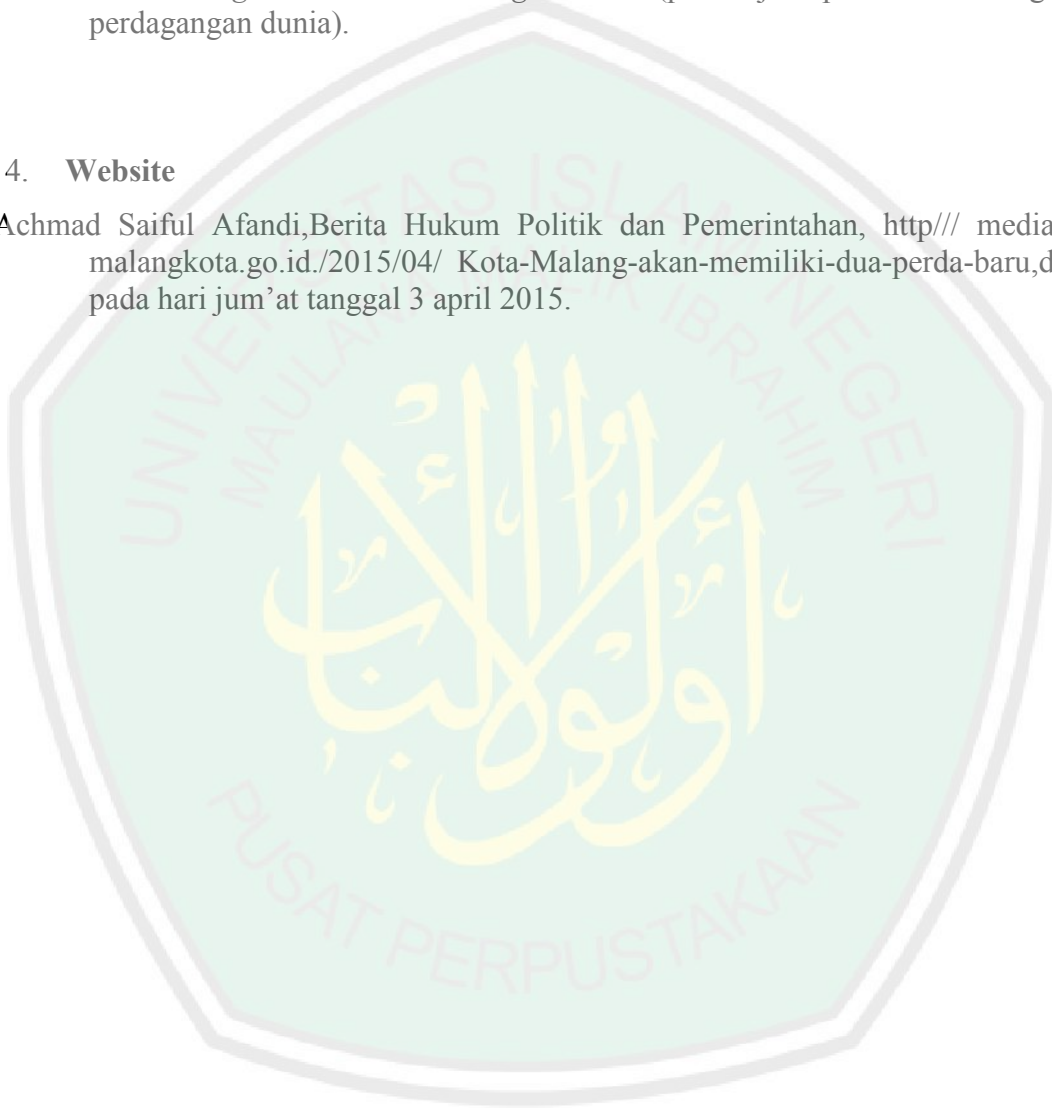 perdagangan dunia).
4. Website
Achmad Saiful Afandi,Berita Hukum Politik dan Pemerintahan, http/// media
malangkota.go.id./2015/04/ Kota-Malang-akan-memiliki-dua-perda-baru,d
pada hari jum’at tanggal 3 april 2015.
UNIVERSITAS ISLAM NEGERI
MAULANA MALIK IBRAHIM
أولو الألباب
PUSAT PERPUSTAKAAN